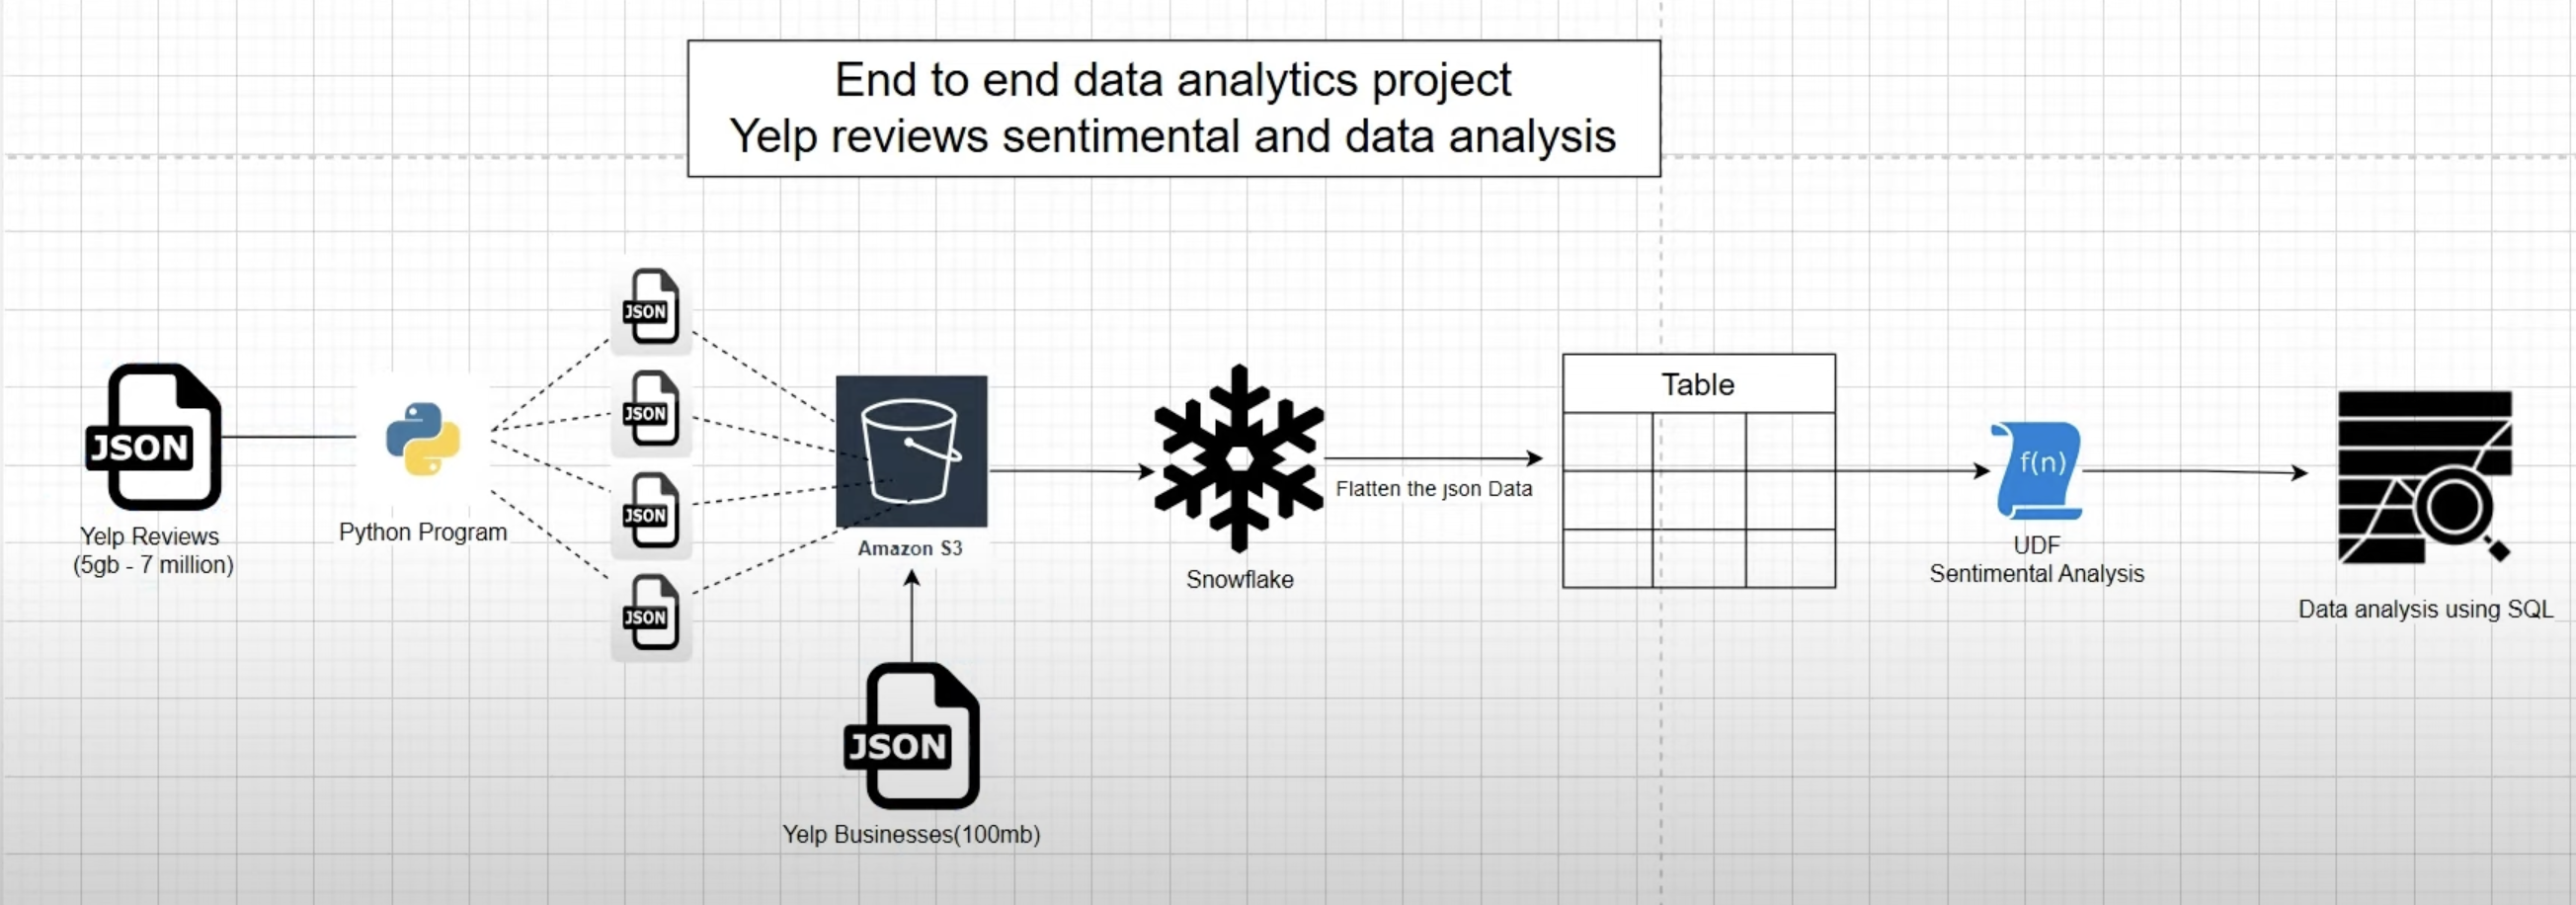 End to end data analytics project
Yelp reviews sentimental and data analysis
JSON
Yelp Reviews
(5gb - 7 million)
Python Program
JSON
JSON
JSON
JSON
Amazon S3
JSON
Yelp Businesses(100mb)
Snowflake
Flatten the json Data
Table
f(n)
UDF
Sentimental Analysis
Data analysis using SQL